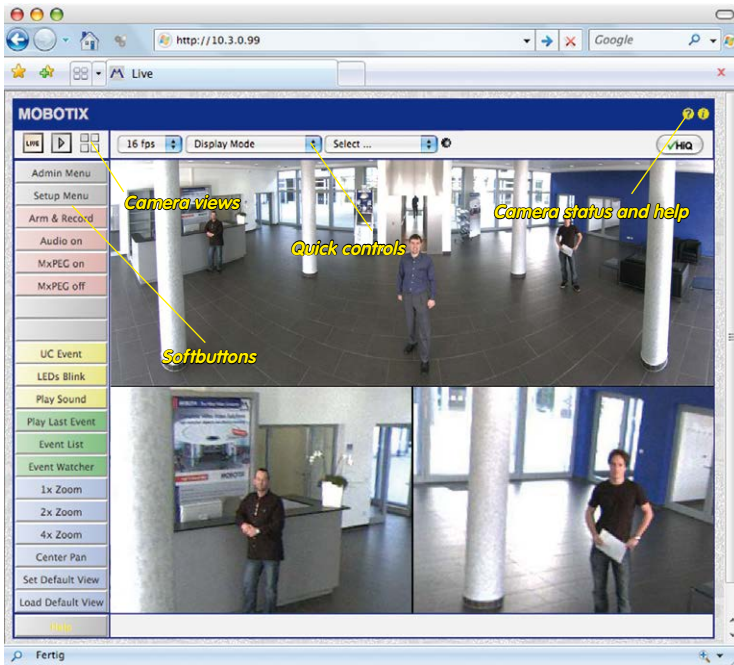 http://10.3.0.99
Google
Live
MOBOTIX
LIVE
16 fps
Display Mode
Select ...
HiQ
Admin Menu
Setup Menu
Arm & Record
Audio on
MxPEG on
MxPEG off
UC Event
LEDs Blink
Play Sound
Play Last Event
Event List
Event Watcher
1x Zoom
2x Zoom
4x Zoom
Center Pan
Set Default View
Load Default View
Help
Camera views
Quick controls
Camera status and help
Softbuttons
MOBOTIX
Fertig